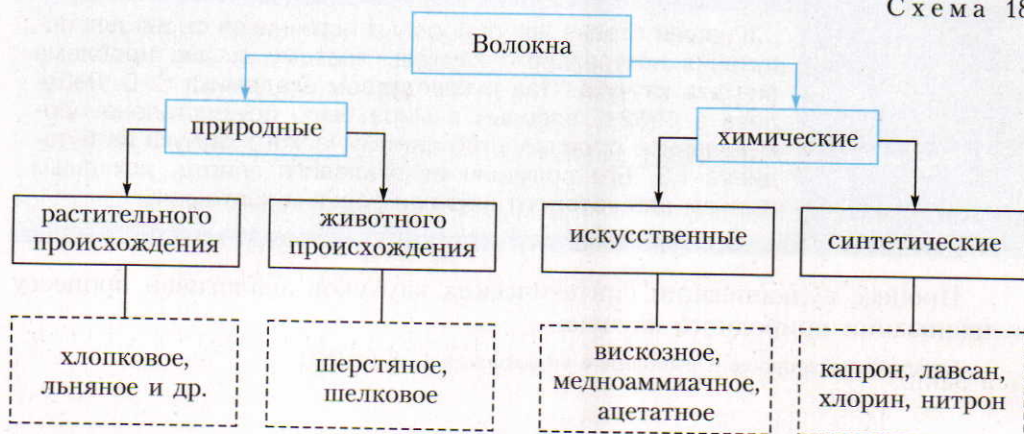 Схема 18
Волокна
природные
химические
растительного
происхождения
животного
происхождения
искусственные
синтетические
хлопковое,
льняное и др.
шерстяное,
шелковое
вискозное,
медноаммиачное,
ацетатное
капрон, лавсан,
хлорин, нитрон